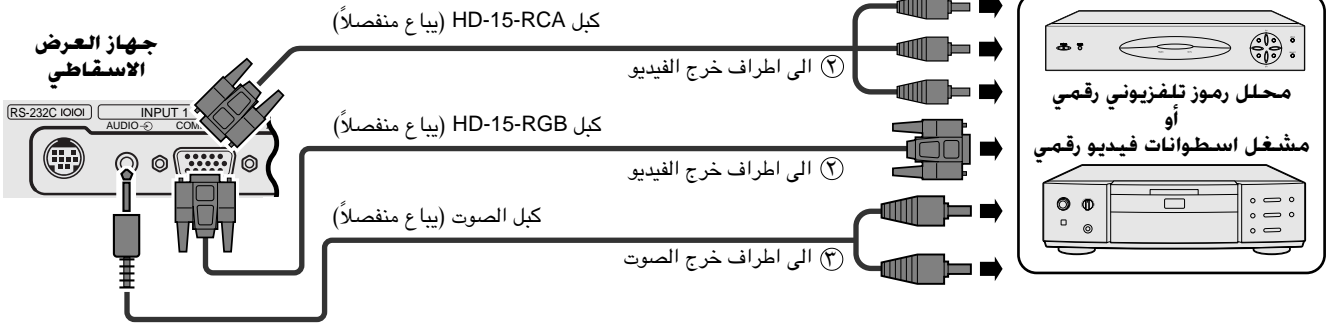 كبل HD-15-RCA (يباع منفصلاً)
جهاز العرض
الاسقاطي
② الى اطراف خرج الفيديو
محلل رموز تلفزيوني رقمي
أو
مشغل اسطوانات فيديو رقمي
RS-232C IOIOI
INPUT 1
AUDIO
كبل HD-15-RGB (يباع منفصلاً)
② الى اطراف خرج الفيديو
كبل الصوت (يباع منفصلاً)
③ الى اطراف خرج الصوت